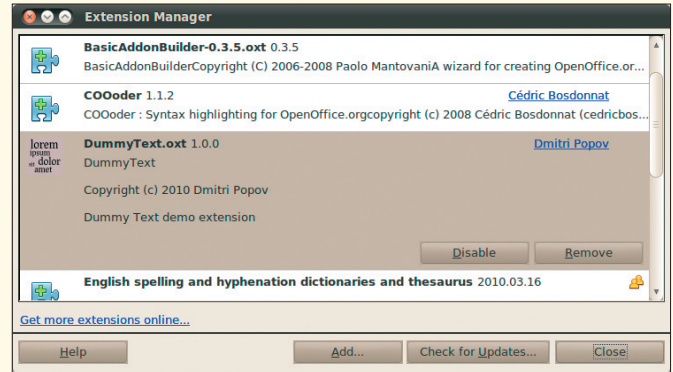 Extension Manager
BasicAddonBuilder-0.3.5.oxt 0.3.5
BasicAddonBuilderCopyright (C) 2006-2008 Paolo MantovaniA wizard for creating OpenOffice.or...
COOoder 1.1.2 Cédric Bosdonnat
COOoder : Syntax highlighting for OpenOffice.orgcopyright (c) 2008 Cédric Bosdonnat (cedricbos...
lorem
ipsum
sit dolor
amet
DummyText.oxt 1.0.0 Dmitri Popov
DummyText
Copyright (c) 2010 Dmitri Popov
Dummy Text demo extension
Disable Remove
English spelling and hyphenation dictionaries and thesaurus 2010.03.16
Get more extensions online...
Help Add... Check for Updates... Close